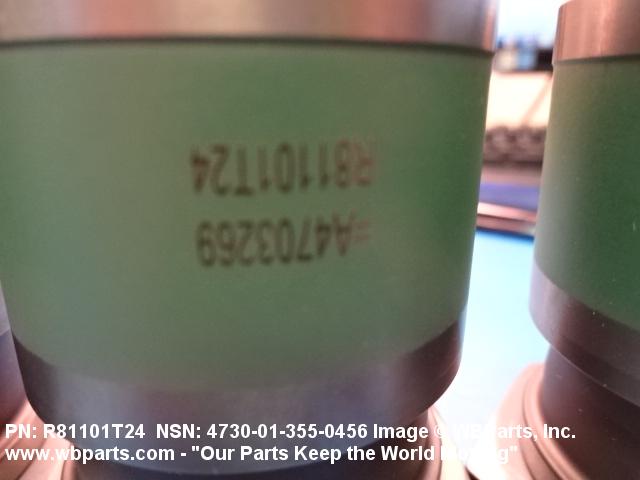 =A4703269
R81101T24
PN: R81101T24 NSN: 4730-01-355-0456 Image © WBParts, Inc.
www.wbparts.com - "Our Parts Keep the World Moving"